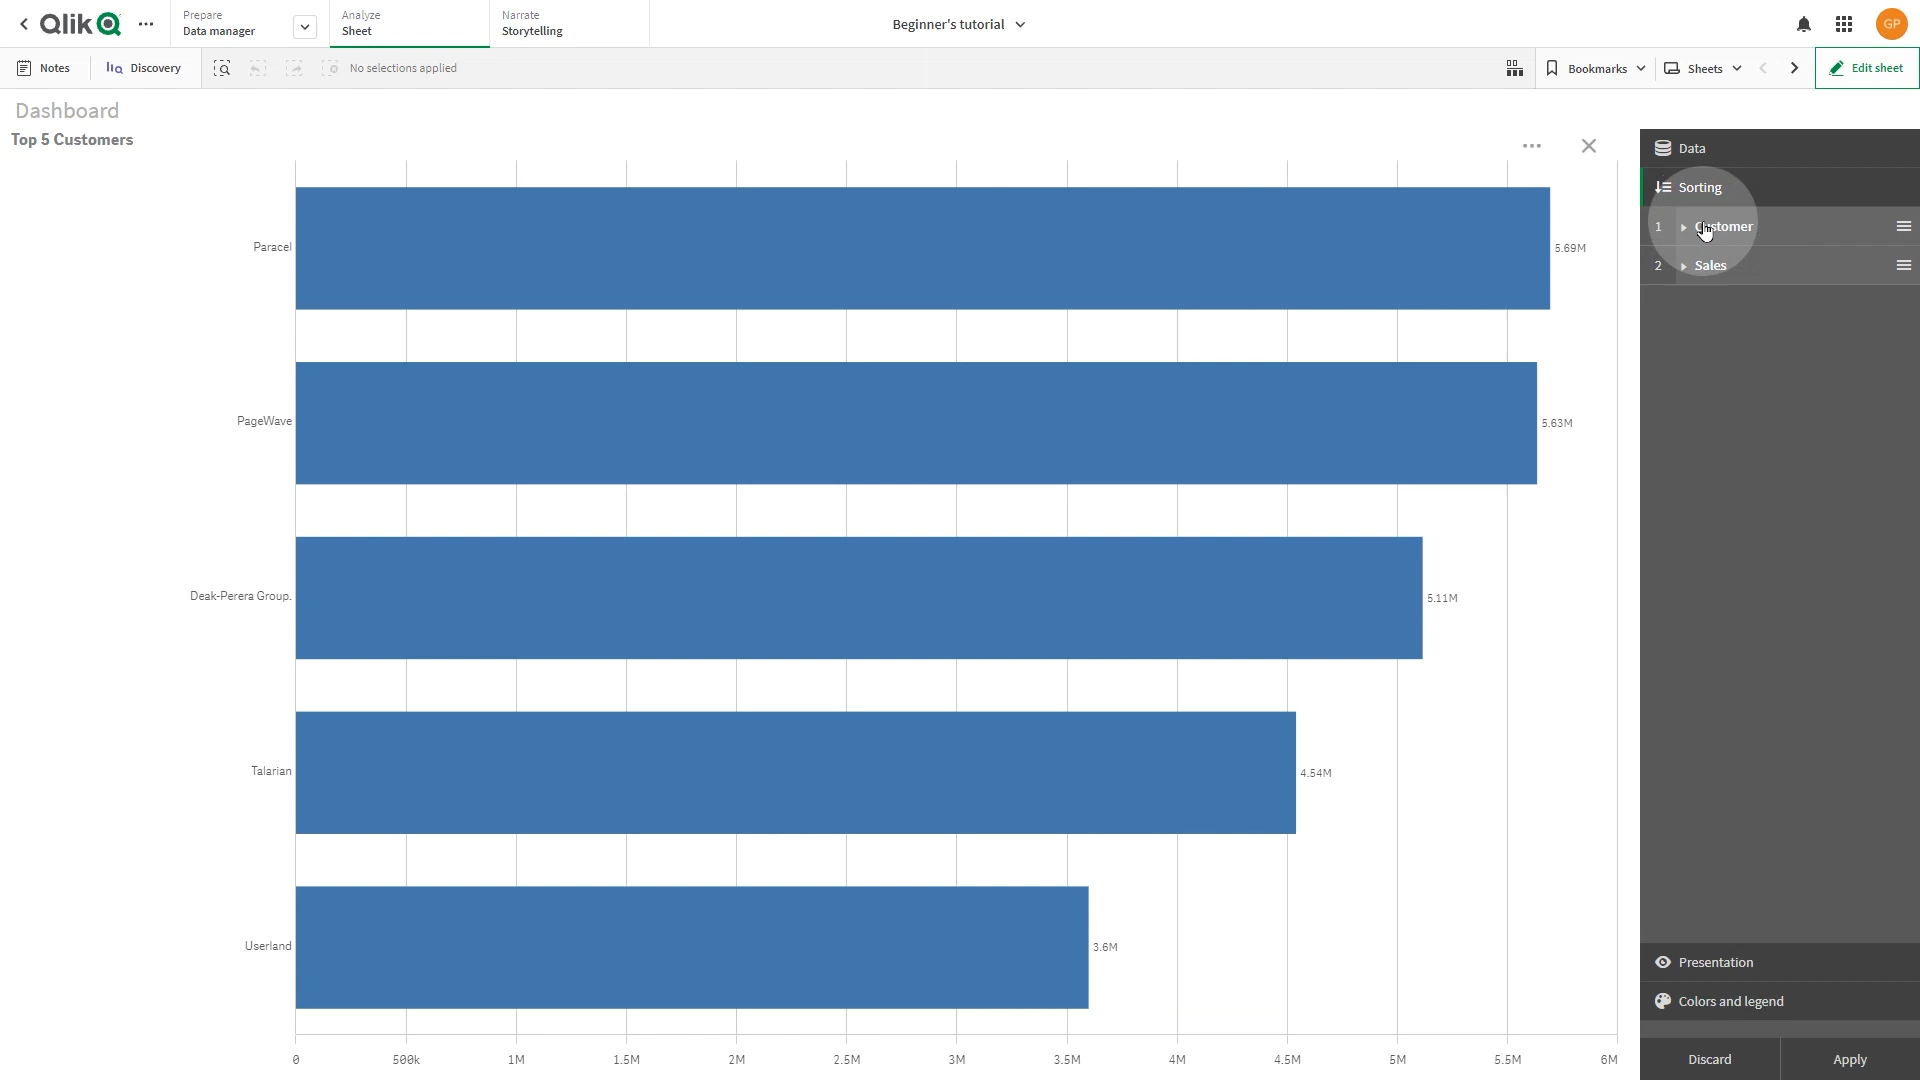 Qlik
Prepare
Data manager
Analyze
Sheet
Narrate
Storytelling
Beginner's tutorial
GP
Notes
Discovery
No selections applied
Bookmarks
Sheets
Edit sheet
Dashboard
Top 5 Customers
Paracel
5.69M
PageWave
5.63M
Deak-Perera Group.
5.11M
Talarian
4.54M
Userland
3.6M
0 500k 1M 1.5M 2M 2.5M 3M 3.5M 4M 4.5M 5M 5.5M 6M
Data
Sorting
1 Customer
2 Sales
Presentation
Colors and legend
Discard
Apply